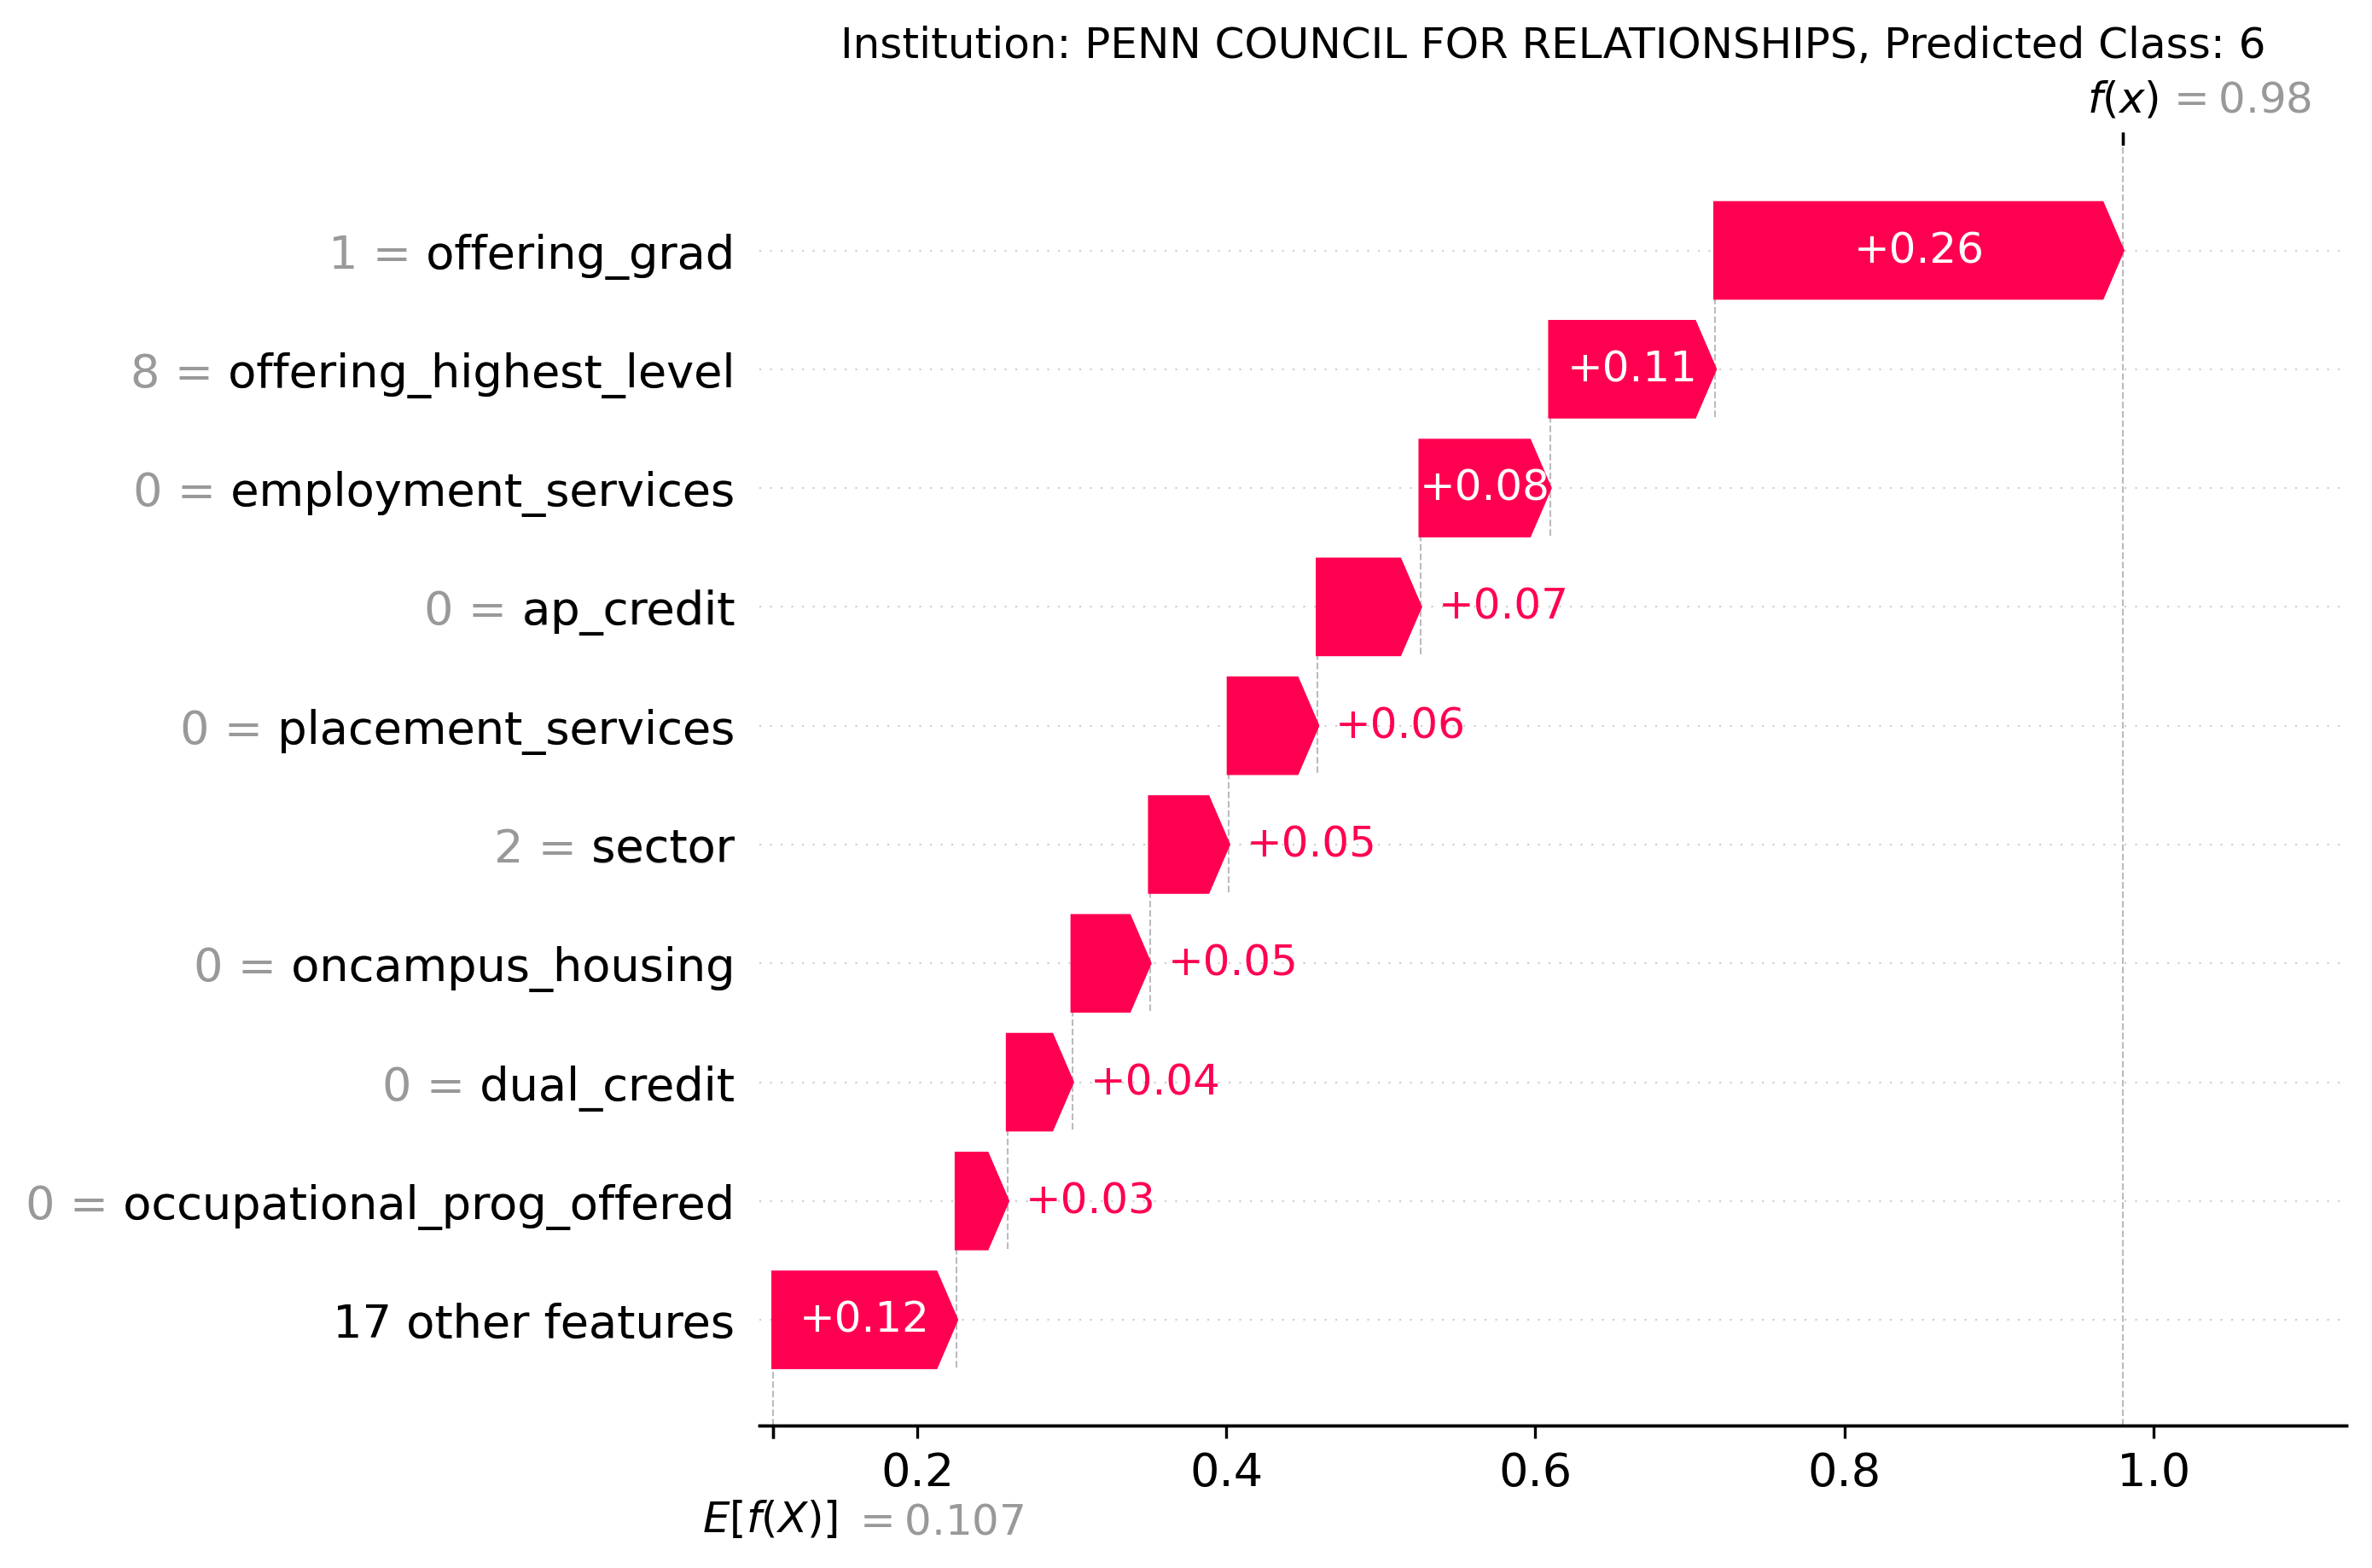 Institution: PENN COUNCIL FOR RELATIONSHIPS, Predicted Class: 6
f(x) = 0.98
1 = offering_grad +0.26
8 = offering_highest_level +0.11
0 = employment_services +0.08
0 = ap_credit +0.07
0 = placement_services +0.06
2 = sector +0.05
0 = oncampus_housing +0.05
0 = dual_credit +0.04
0 = occupational_prog_offered +0.03
17 other features +0.12
0.2 0.4 0.6 0.8 1.0
E[f(X)] = 0.107